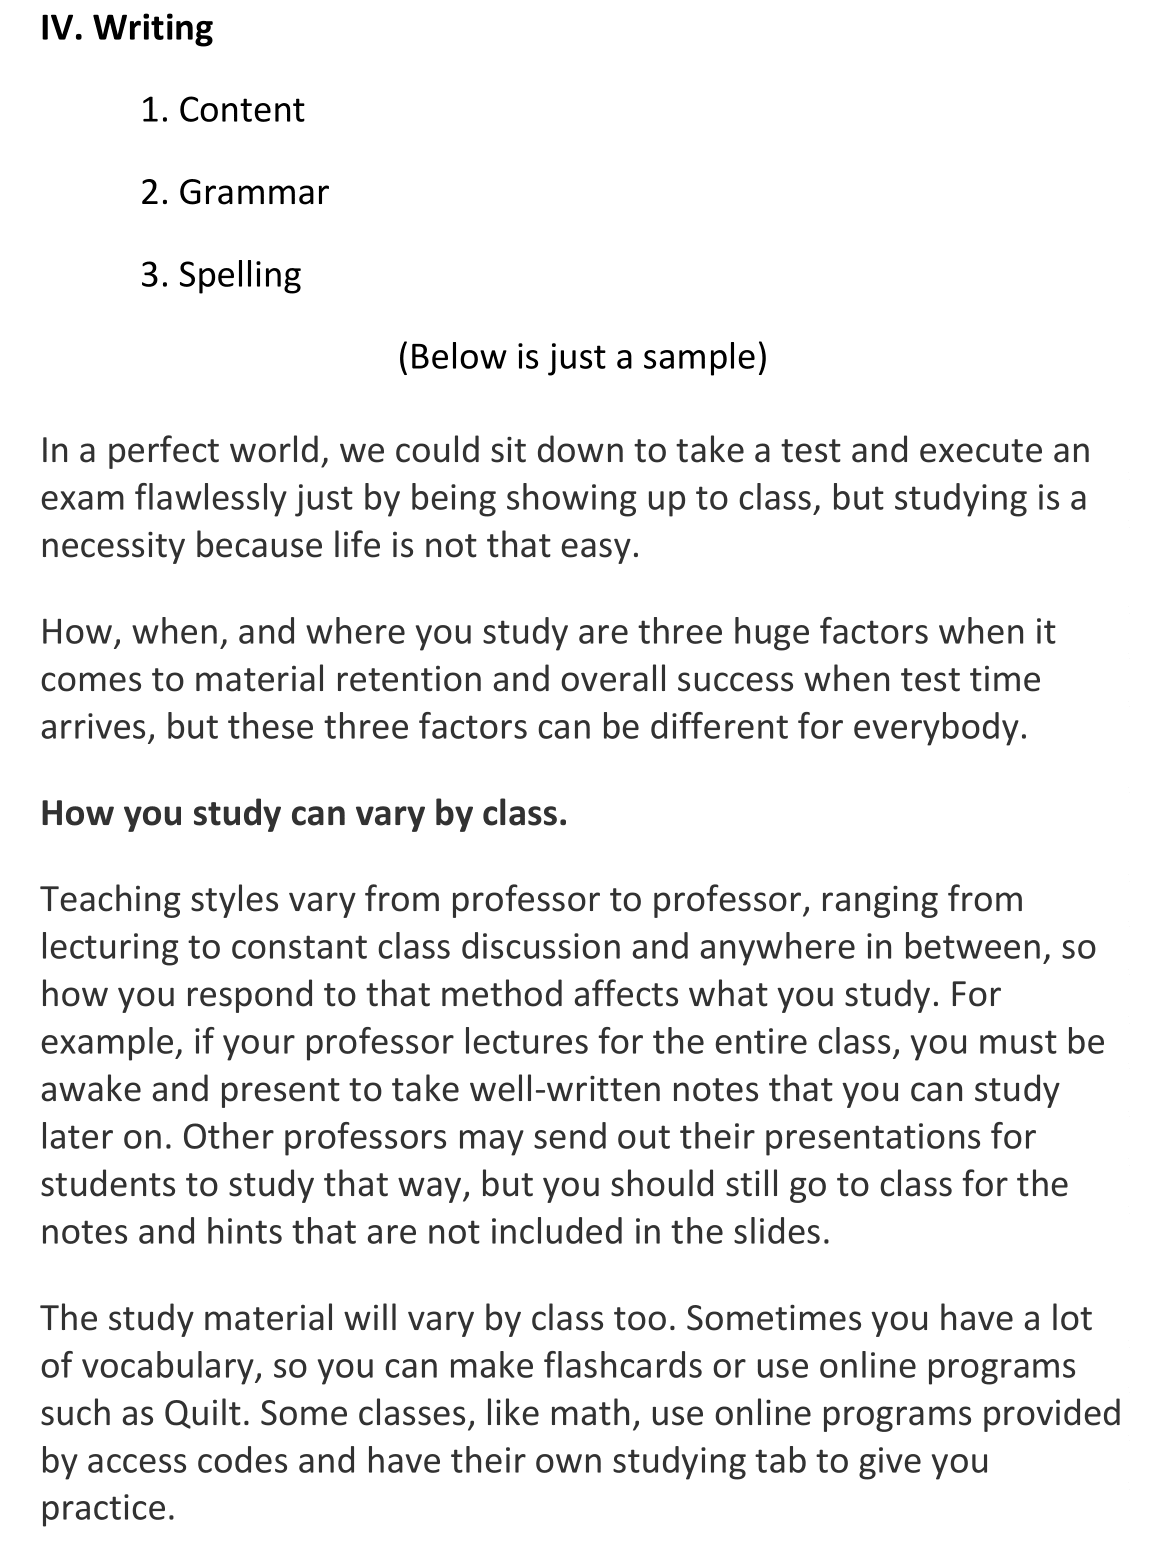 IV. Writing
1. Content
2. Grammar
3. Spelling
(Below is just a sample)
In a perfect world, we could sit down to take a test and execute an
exam flawlessly just by being showing up to class, but studying is a
necessity because life is not that easy.
How, when, and where you study are three huge factors when it
comes to material retention and overall success when test time
arrives, but these three factors can be different for everybody.
How you study can vary by class.
Teaching styles vary from professor to professor, ranging from
lecturing to constant class discussion and anywhere in between, so
how you respond to that method affects what you study. For
example, if your professor lectures for the entire class, you must be
awake and present to take well-written notes that you can study
later on. Other professors may send out their presentations for
students to study that way, but you should still go to class for the
notes and hints that are not included in the slides.
The study material will vary by class too. Sometimes you have a lot
of vocabulary, so you can make flashcards or use online programs
such as Quilt. Some classes, like math, use online programs provided
by access codes and have their own studying tab to give you
practice.